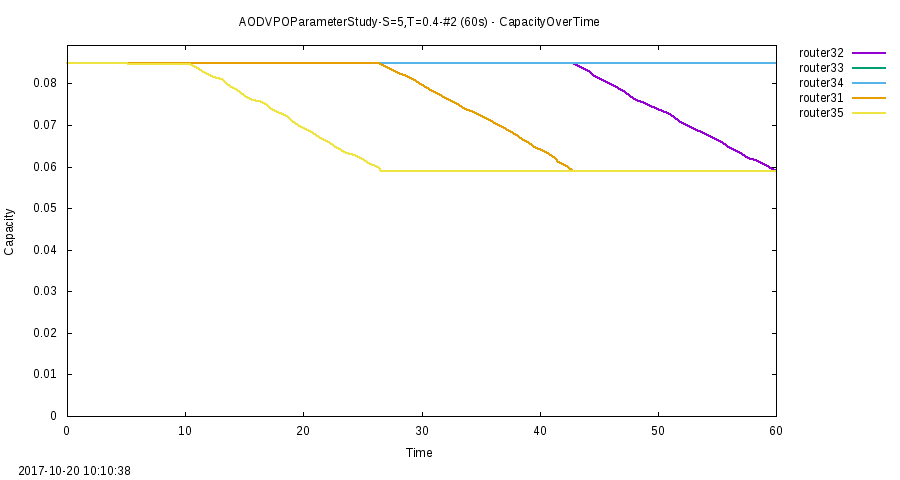 AODVPOParameterStudy-S=5,T=0.4-#2 (60s) - CapacityOverTime
router32
router33
router34
router31
router35
0.08
0.07
0.06
0.05
0.04
0.03
0.02
0.01
0
Capacity
0 10 20 30 40 50 60
Time
2017-10-20 10:10:38